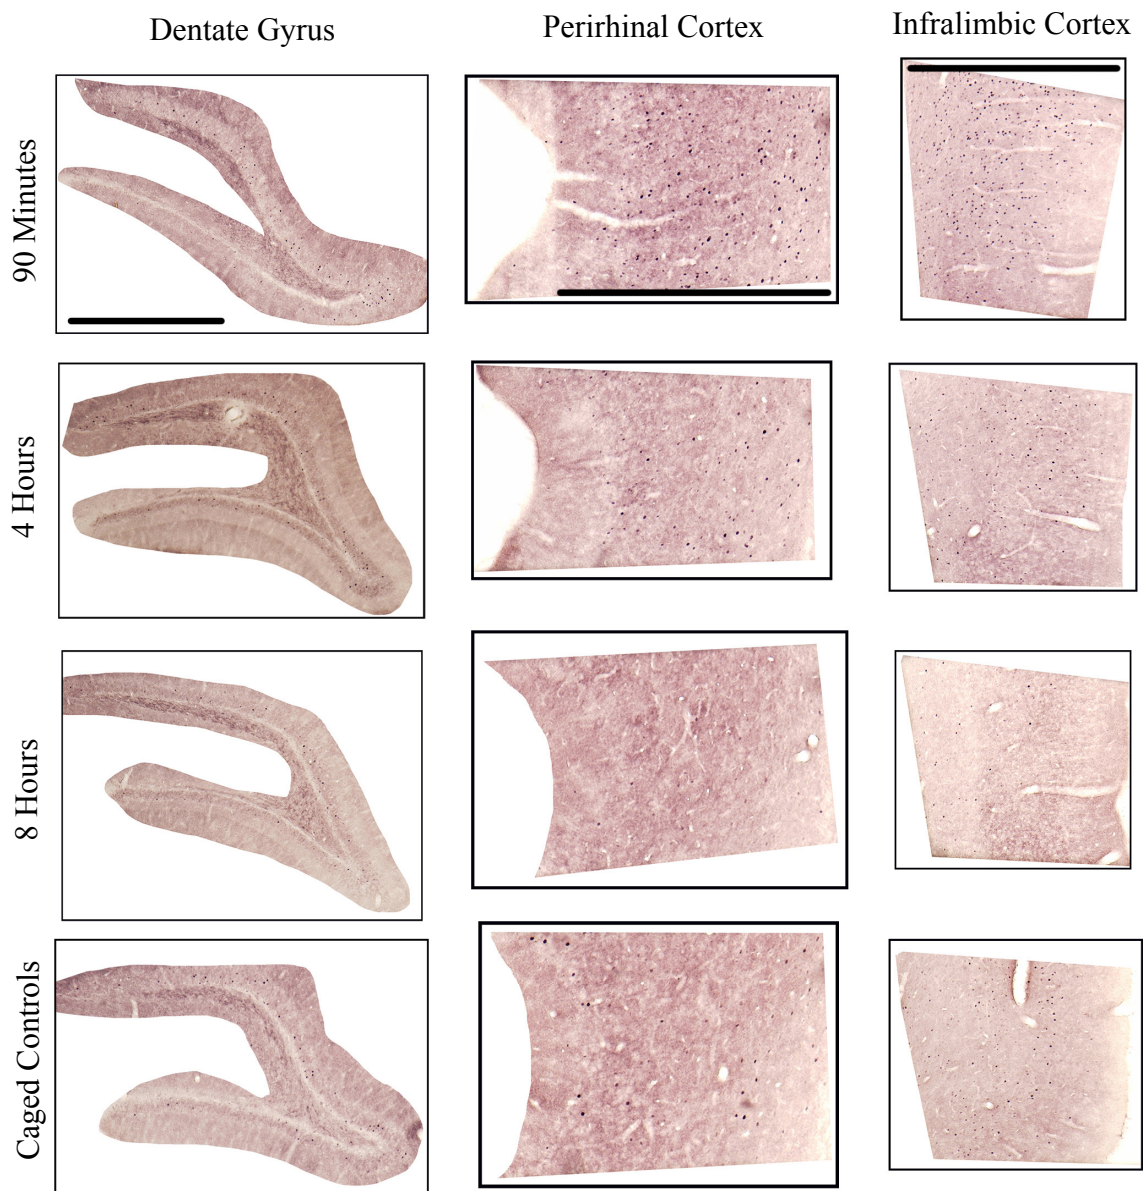 Dentate Gyrus
Perirhinal Cortex
Infralimbic Cortex
90 Minutes
4 Hours
8 Hours
Caged Controls